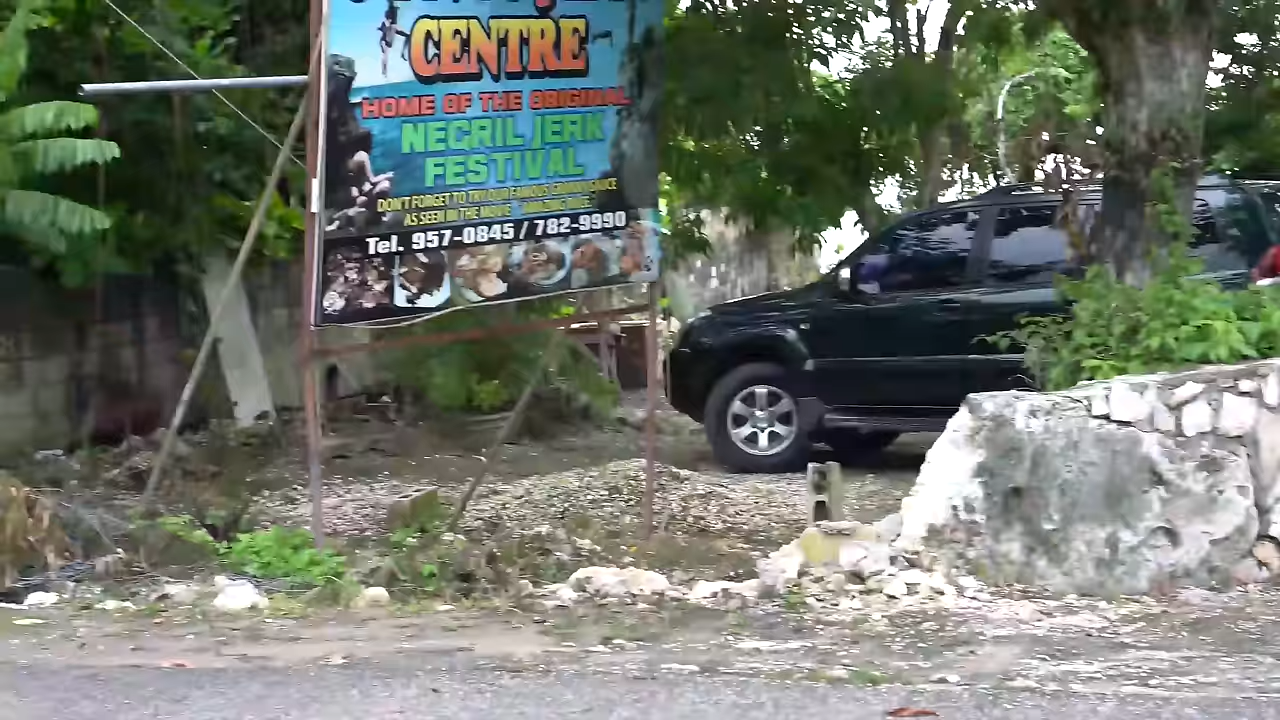 CENTRE
HOME OF THE ORIGINAL
NEGRIL JERK
FESTIVAL
DON'T FORGET TO TRY OUR FAMOUS SAUCE
AS SEEN IN THE MOVIE
Tel. 957-0845 / 782-9990